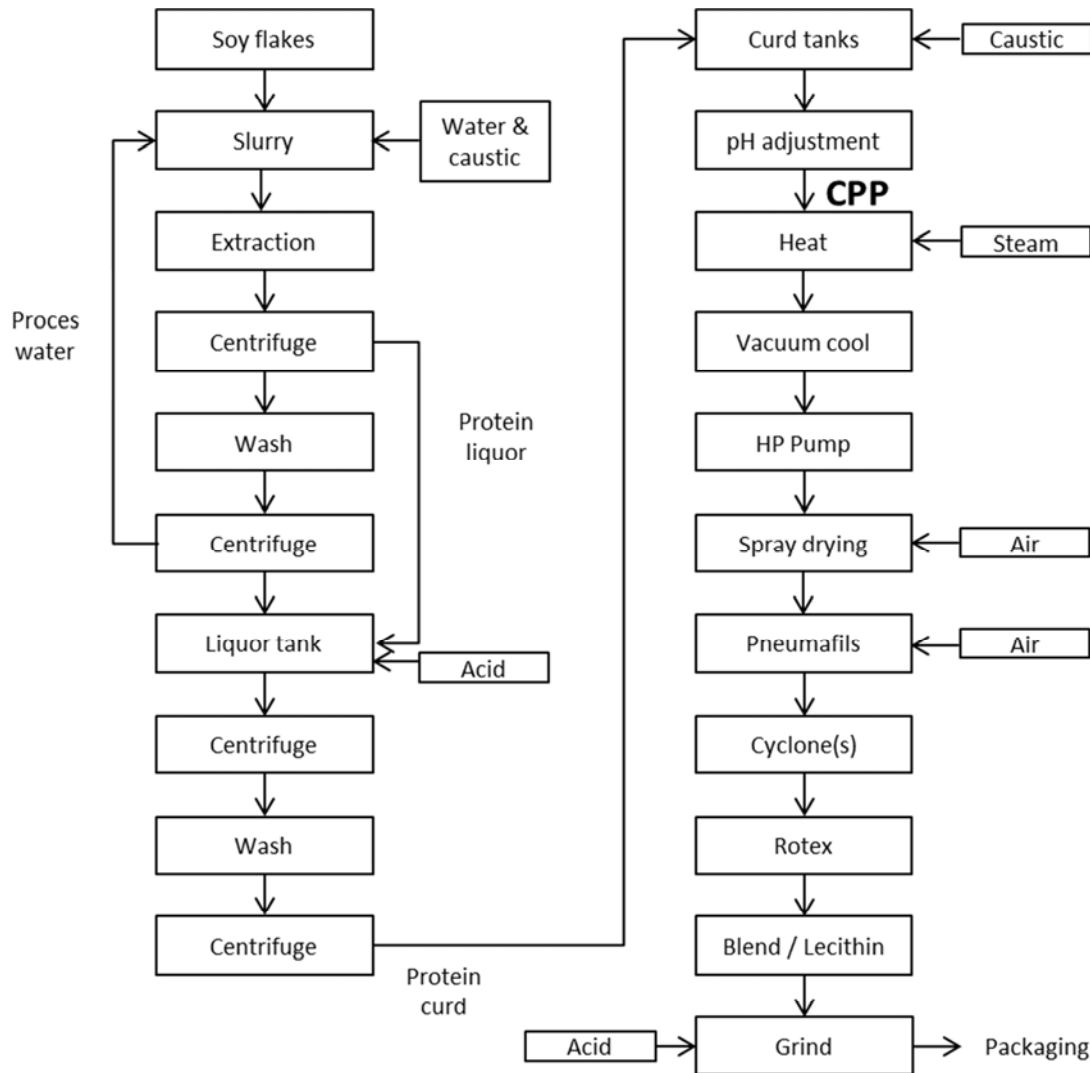 Soy flakes
Slurry
Water &
caustic
Extraction
Proces
water
Centrifuge
Protein
liquor
Wash
Centrifuge
Liquor tank
Acid
Centrifuge
Wash
Centrifuge
Protein
curd
Curd tanks
Caustic
pH adjustment
CPP
Heat
Steam
Vacuum cool
HP Pump
Spray drying
Air
Pneumafils
Air
Cyclone(s)
Rotex
Blend / Lecithin
Acid
Grind
Packaging